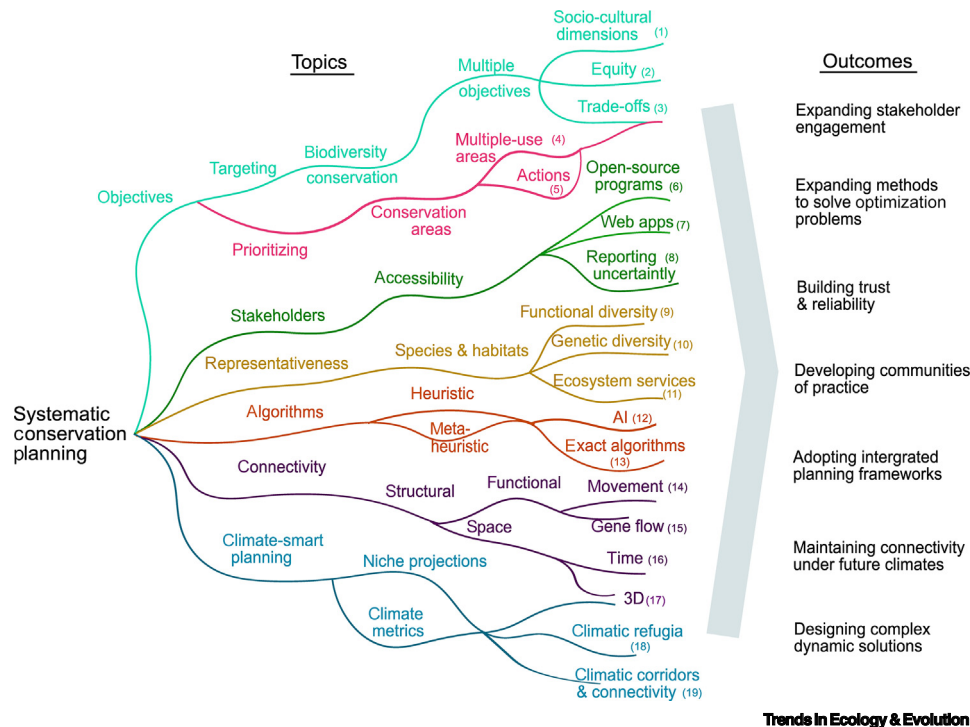 Topics
Outcomes
Systematic
conservation
planning
Objectives
Targeting
Biodiversity
conservation
Multiple
objectives
Socio-cultural
dimensions (1)
Equity (2)
Trade-offs (3)
Prioritizing
Conservation
areas
Multiple-use (4)
areas
Actions
(5)
Stakeholders
Accessibility
Open-source
programs (6)
Web apps (7)
Reporting (8)
uncertaintly
Representativeness
Species & habitats
Functional diversity (9)
Genetic diversity (10)
Ecosystem services
(11)
Algorithms
Heuristic
Meta-
heuristic
AI (12)
Exact algorithms
(13)
Connectivity
Structural
Functional
Space
Movement (14)
Gene flow (15)
Time (16)
3D (17)
Climate-smart
planning
Niche projections
Climate
metrics
Climatic refugia
(18)
Climatic corridors
& connectivity (19)
Expanding stakeholder
engagement
Expanding methods
to solve optimization
problems
Building trust
& reliability
Developing communities
of practice
Adopting intergrated
planning frameworks
Maintaining connectivity
under future climates
Designing complex
dynamic solutions
Trends in Ecology & Evolution